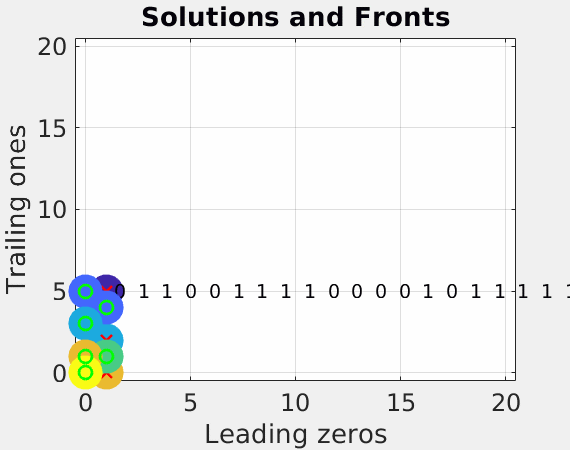 Solutions and Fronts
20
15
10
5
0
0 1 1 0 0 1 1 1 1 0 0 0 0 1 0 1 1 1 1 1
Trailing ones
0 5 10 15 20
Leading zeros